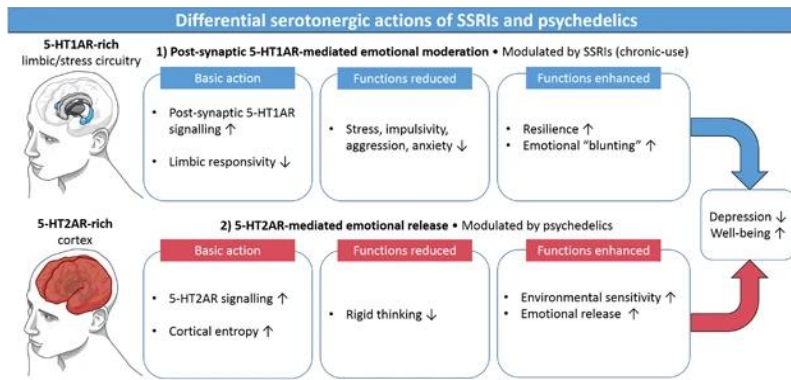 Differential serotonergic actions of SSRIs and psychedelics
5-HT1AR-rich
limbic/stress circuitry
1) Post-synaptic 5-HT1AR-mediated emotional moderation • Modulated by SSRIs (chronic-use)
Basic action
• Post-synaptic 5-HT1AR
signalling ↑
• Limbic responsivity ↓
Functions reduced
• Stress, impulsivity,
aggression, anxiety ↓
Functions enhanced
• Resilience ↑
• Emotional "blunting" ↑
5-HT2AR-rich
cortex
2) 5-HT2AR-mediated emotional release • Modulated by psychedelics
Basic action
• 5-HT2AR signalling ↑
• Cortical entropy ↑
Functions reduced
• Rigid thinking ↓
Functions enhanced
• Environmental sensitivity ↑
• Emotional release ↑
Depression ↓
Well-being ↑